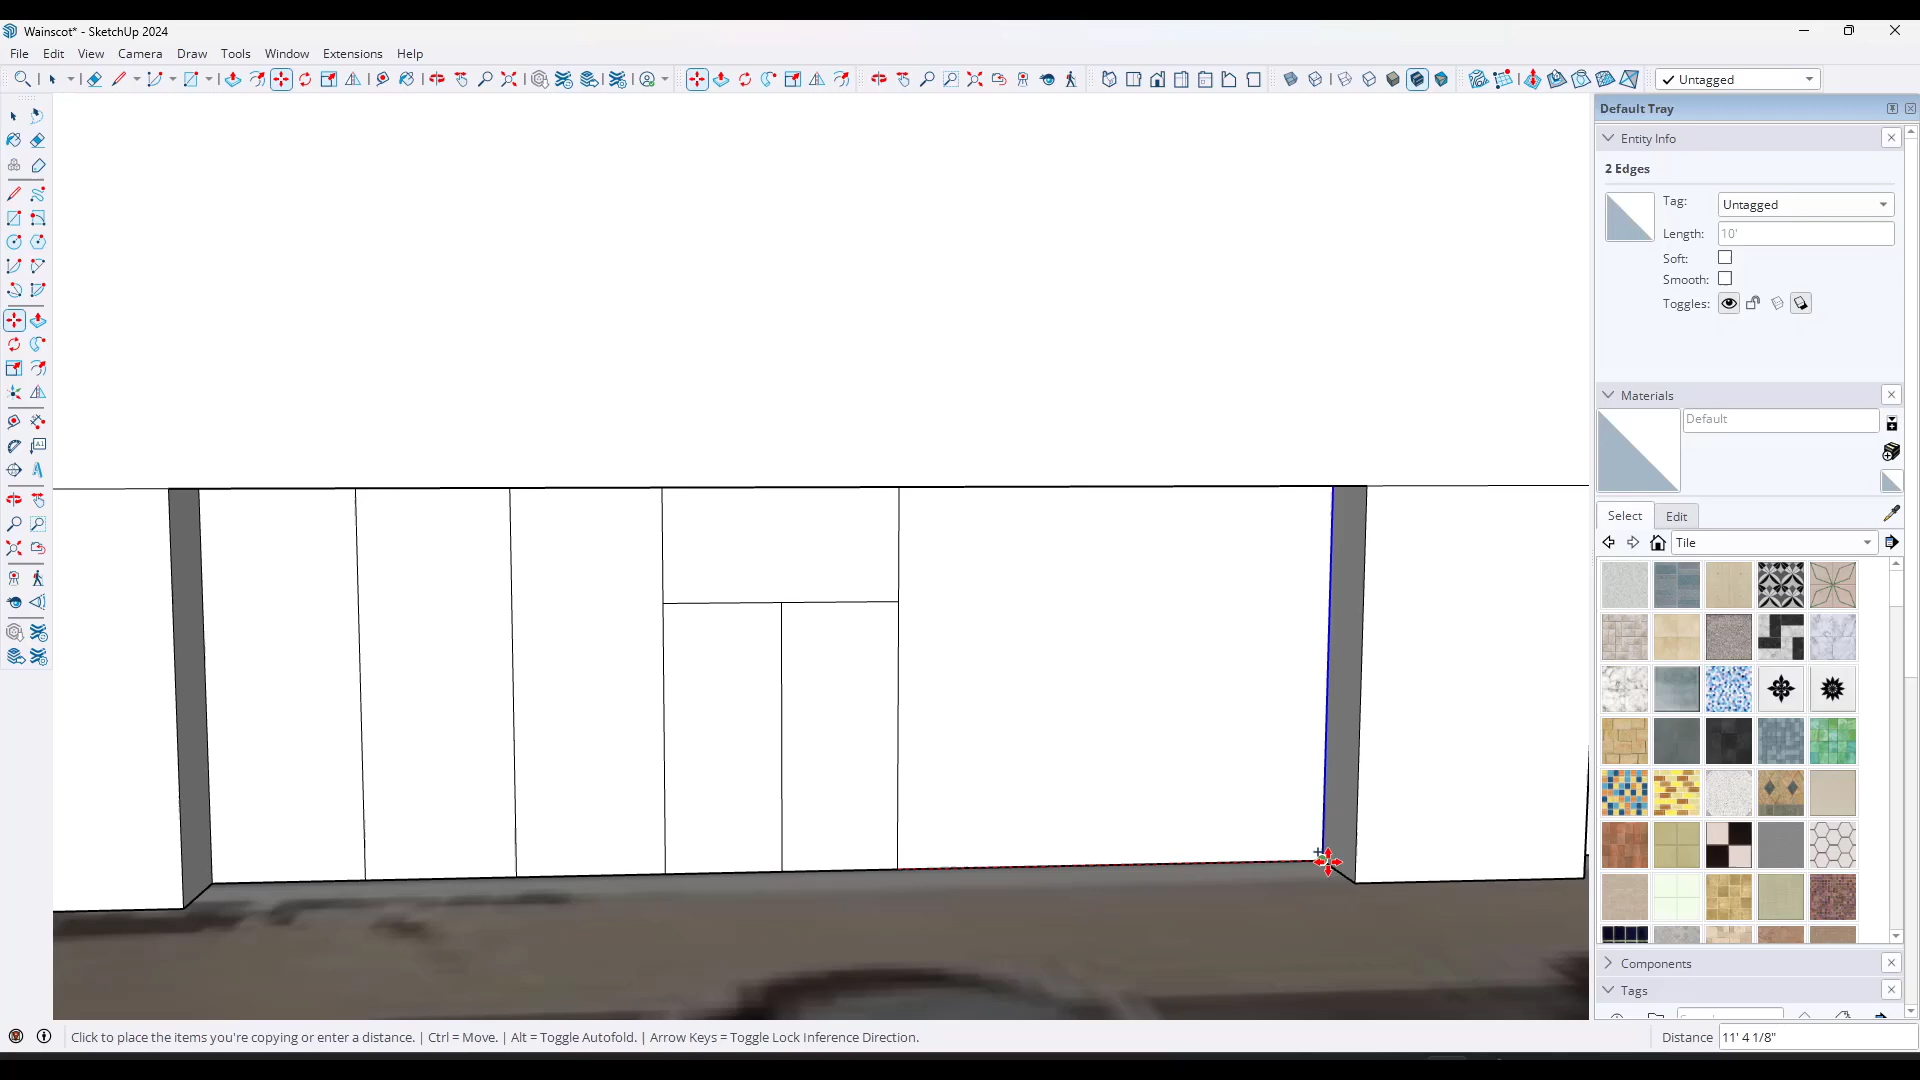 Wainscot* - SketchUp 2024
File Edit View Camera Draw Tools Window Extensions Help
Untagged
Default Tray
Entity Info
2 Edges
Tag: Untagged
Length: 10'
Soft:
Smooth:
Toggles:
Materials
Default
Select Edit
Tile
Components
Tags
Click to place the items you're copying or enter a distance. | Ctrl = Move. | Alt = Toggle Autofold. | Arrow Keys = Toggle Lock Inference Direction.
Distance 11' 4 1/8"